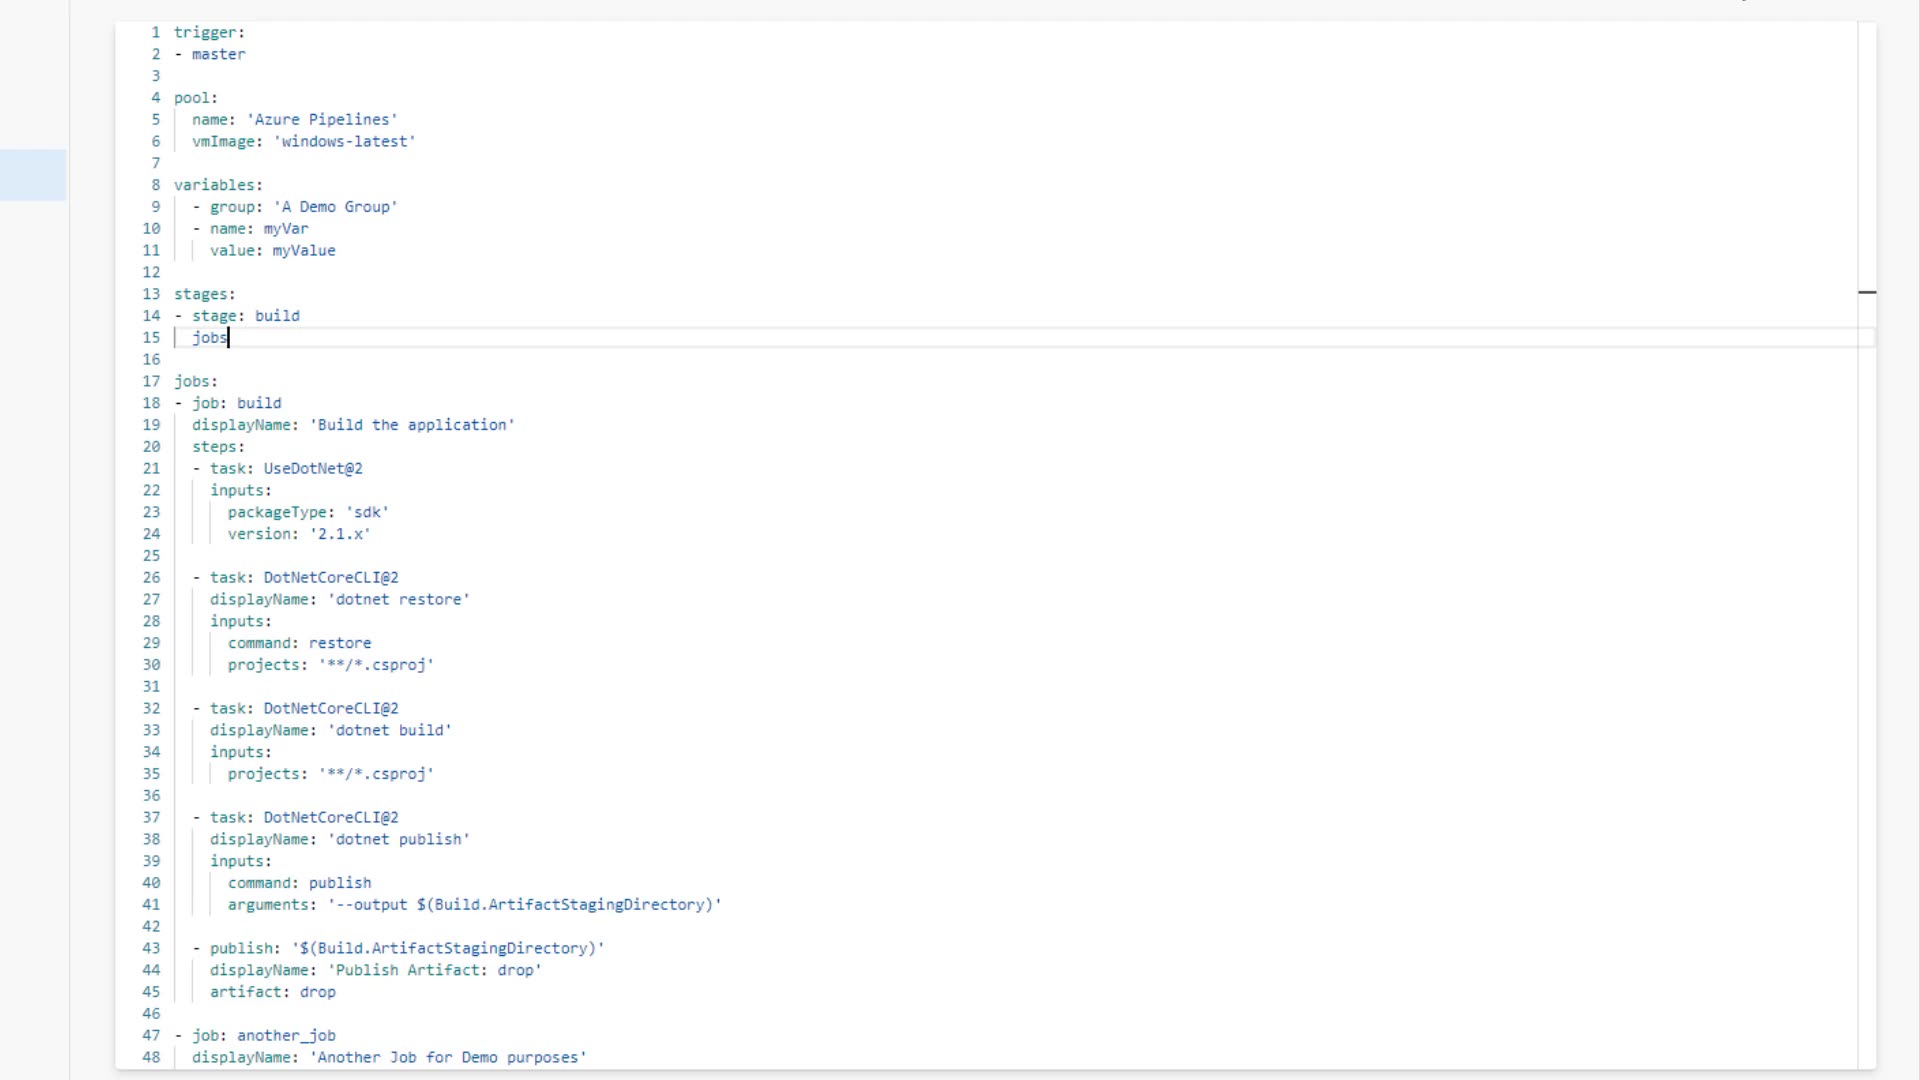 1 trigger:
2 - master
3
4 pool:
5 name: 'Azure Pipelines'
6 vmImage: 'windows-latest'
7
8 variables:
9 - group: 'A Demo Group'
10 - name: myVar
11 value: myValue
12
13 stages:
14 - stage: build
15 jobs
16
17 jobs:
18 - job: build
19 displayName: 'Build the application'
20 steps:
21 - task: UseDotNet@2
22 inputs:
23 packageType: 'sdk'
24 version: '2.1.x'
25
26 - task: DotNetCoreCLI@2
27 displayName: 'dotnet restore'
28 inputs:
29 command: restore
30 projects: '**/*.csproj'
31
32 - task: DotNetCoreCLI@2
33 displayName: 'dotnet build'
34 inputs:
35 projects: '**/*.csproj'
36
37 - task: DotNetCoreCLI@2
38 displayName: 'dotnet publish'
39 inputs:
40 command: publish
41 arguments: '--output $(Build.ArtifactStagingDirectory)'
42
43 - publish: '$(Build.ArtifactStagingDirectory)'
44 displayName: 'Publish Artifact: drop'
45 artifact: drop
46
47 - job: another_job
48 displayName: 'Another Job for Demo purposes'